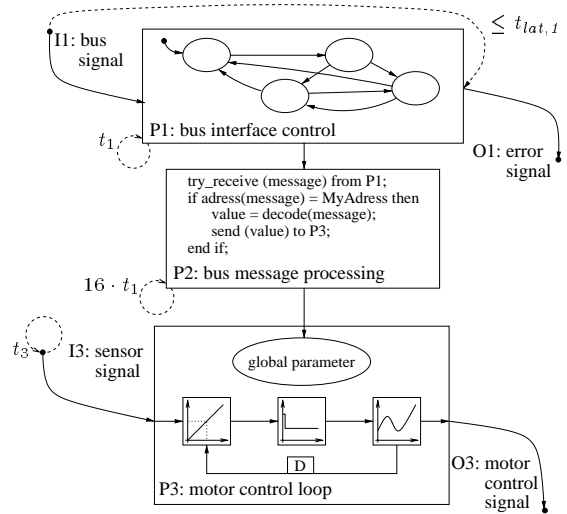 I1: bus
signal
≤ t_{lat,1}
P1: bus interface control
t_1
O1: error
signal
try_receive (message) from P1;
if adress(message) = MyAdress then
value = decode(message);
send (value) to P3;
end if;
P2: bus message processing
16 · t_1
t_3
I3: sensor
signal
global parameter
D
P3: motor control loop
O3: motor
control
signal